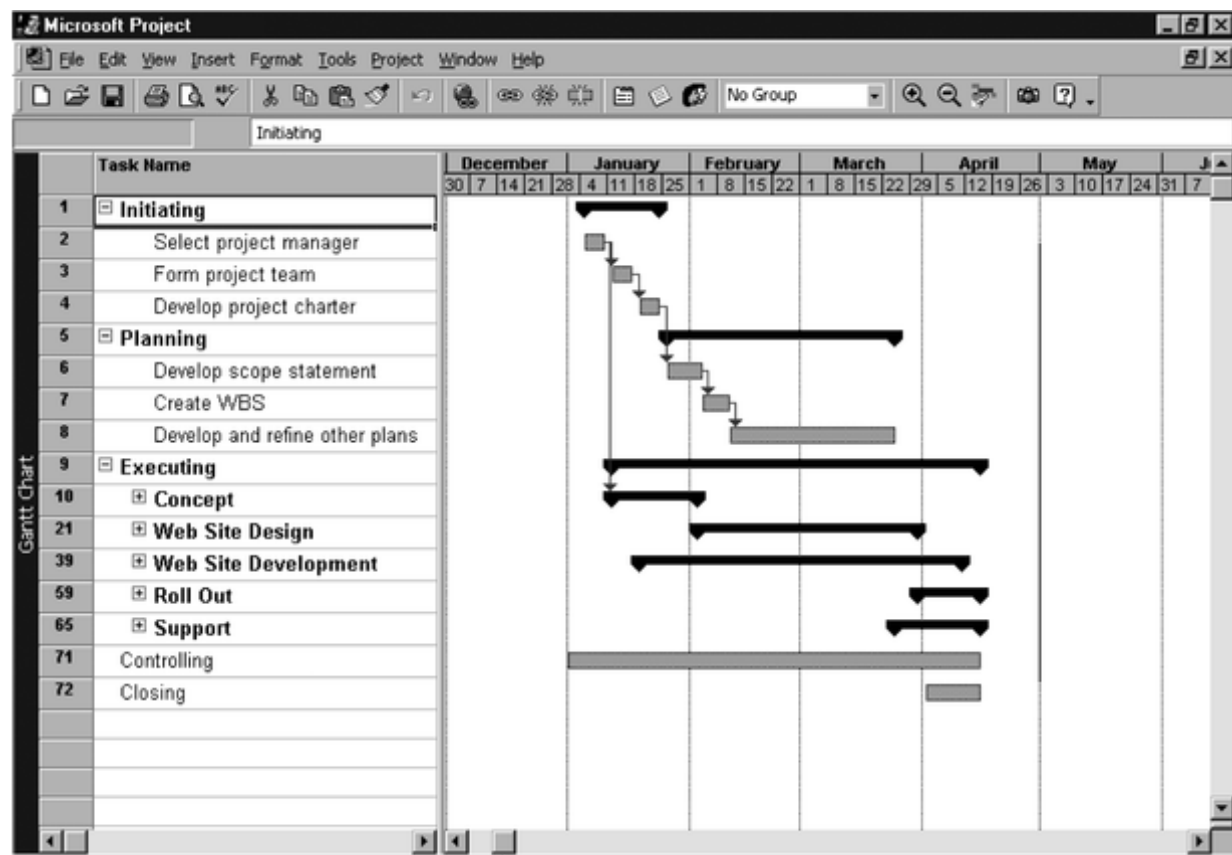 Microsoft Project
File Edit View Insert Format Tools Project Window Help
No Group
Initiating
Task Name December January February March April May J
30 7 14 21 28 4 11 18 25 1 8 15 22 1 8 15 22 29 5 12 19 26 3 10 17 24 31 7
1 Initiating
2 Select project manager
3 Form project team
4 Develop project charter
5 Planning
6 Develop scope statement
7 Create WBS
8 Develop and refine other plans
9 Executing
10 Concept
21 Web Site Design
39 Web Site Development
59 Roll Out
65 Support
71 Controlling
72 Closing
Gantt Chart